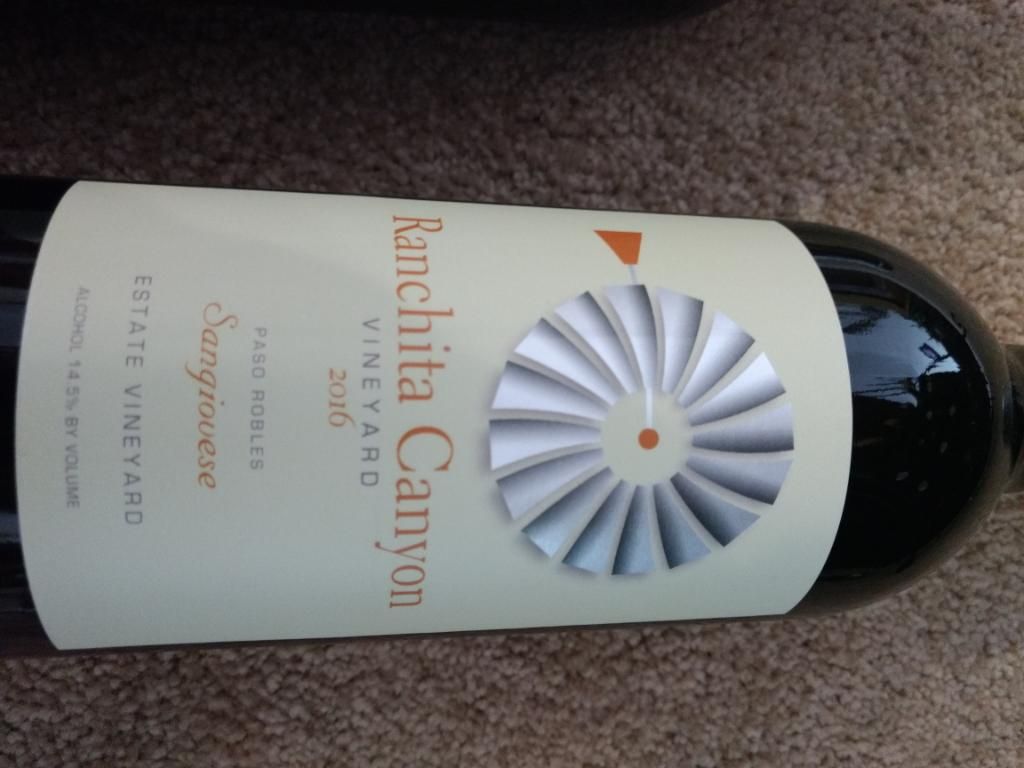 Ranchita Canyon
VINEYARD
2016
PASO ROBLES
Sangiovese
ESTATE VINEYARD
ALCOHOL 14.5% BY VOLUME